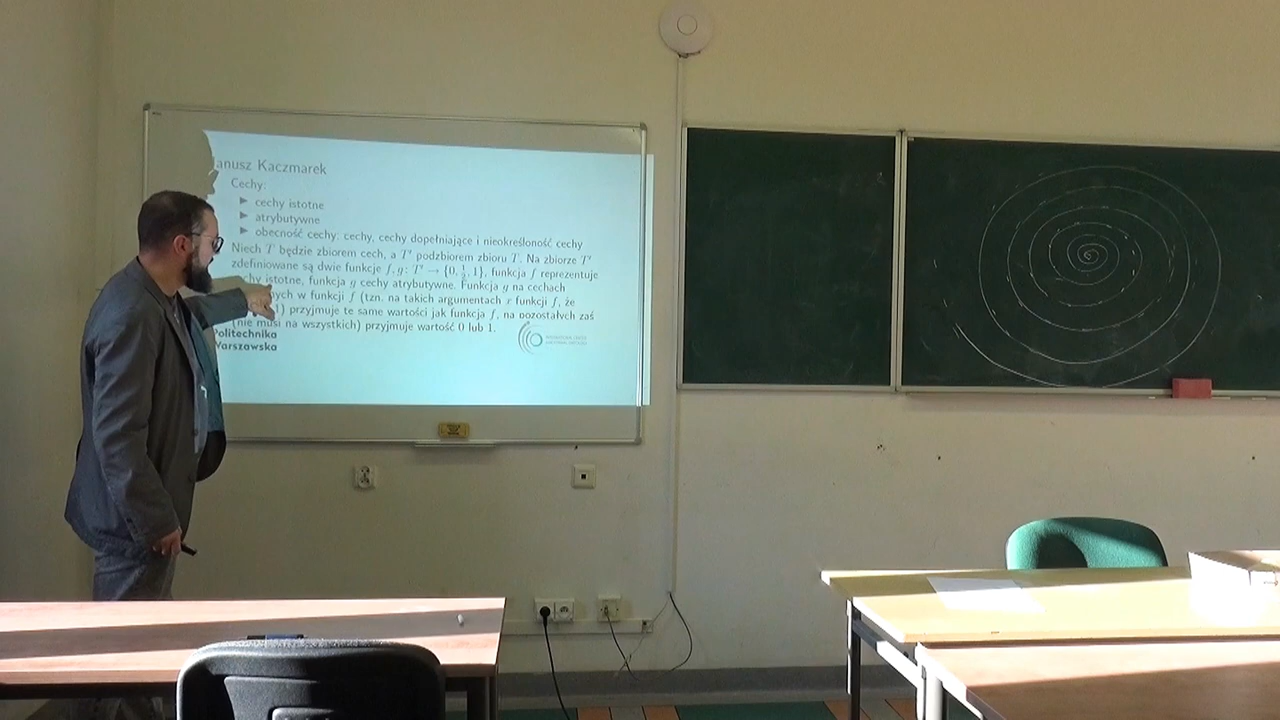 anusz Kaczmarek
Cechy:
▶ cechy istotne
▶ atrybutywne
▶ obecność cechy: cechy, cechy dopełniające i nieokreśloność cechy
Niech T będzie zbiorem cech, a T' podzbiorem zbioru T. Na zbiorze T'
zdefiniowane są dwie funkcje f, g: T' → {0, ½, 1}, funkcja f reprezentuje
istotne, funkcja g cechy atrybutywne. Funkcja g na cechach
w funkcji f (tzn. na takich argumentach x funkcji f, że
przyjmuje te same wartości jak funkcja f, na pozostałych zaś
(nie musi na wszystkich) przyjmuje wartość 0 lub 1.
Politechnika
Warszawska